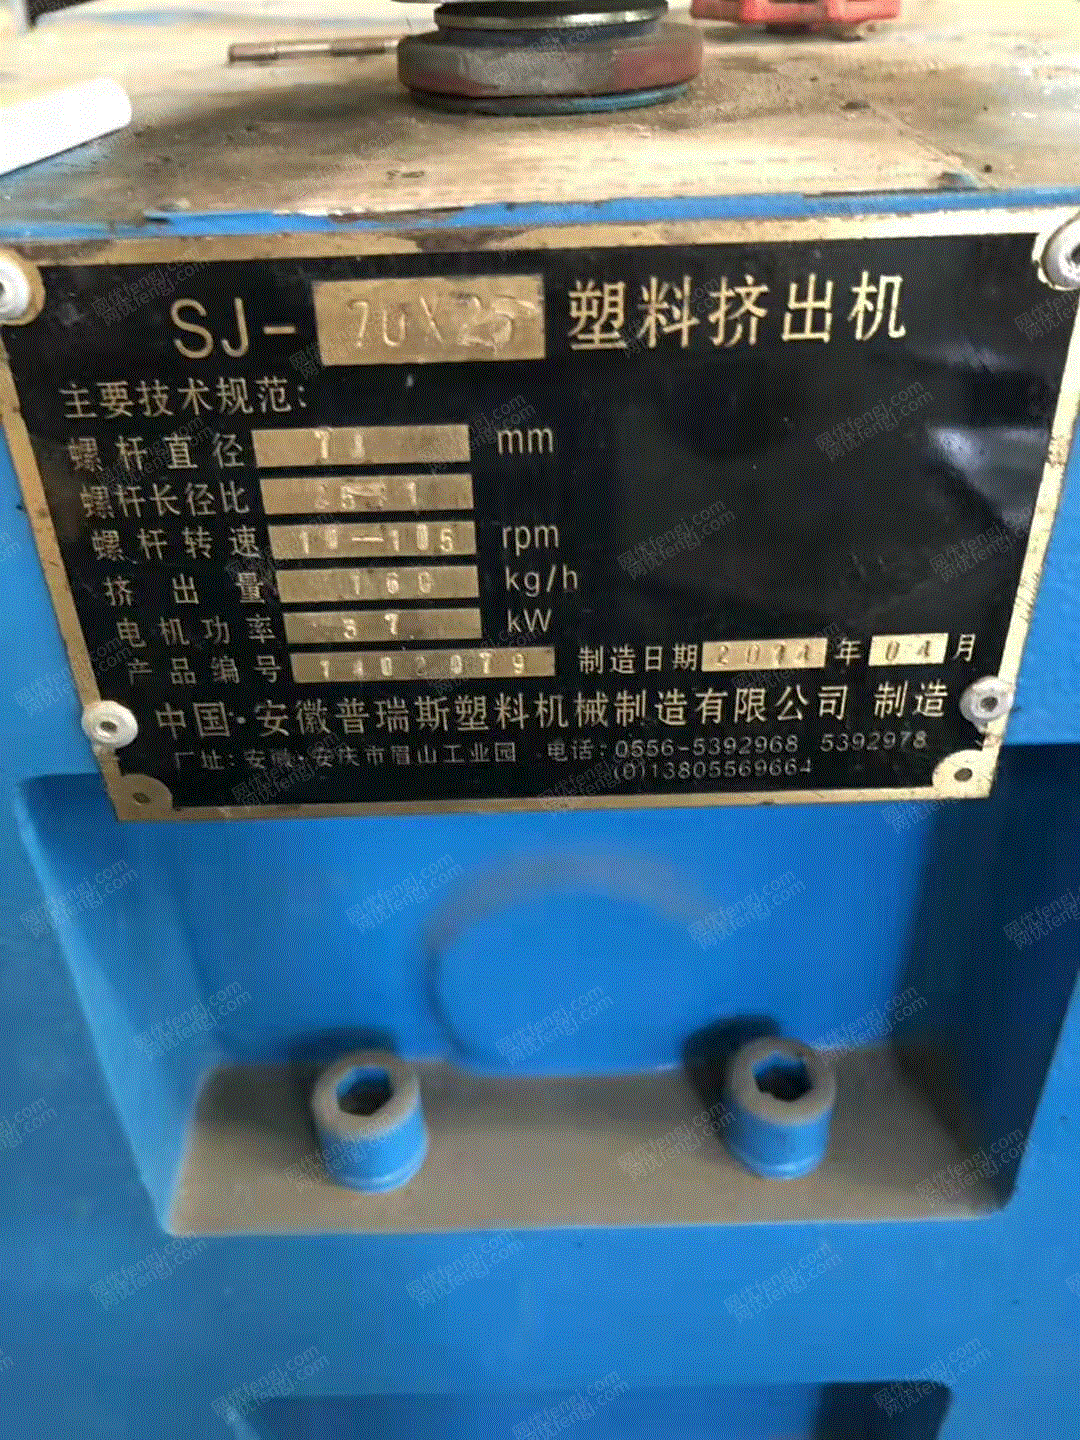 SJ-70X25 塑料挤出机
主要技术规范:
螺杆直径 mm
螺杆长径比 25:1
螺杆转速 10—105 rpm
挤出量 160 kg/h
电机功率 37 kW
产品编号 1402079 制造日期 2014 年 04 月
中国·安徽普瑞斯塑料机械制造有限公司 制造
厂址:安徽·安庆市眉山工业园 电话:0556-5392968 5392978
(0)13805569664